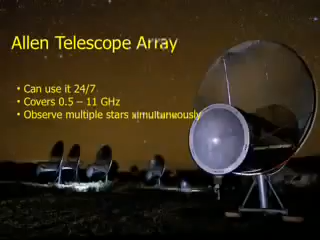 Allen Telescope Array
• Can use it 24/7
• Covers 0.5 – 11 GHz
• Observe multiple stars simultaneously